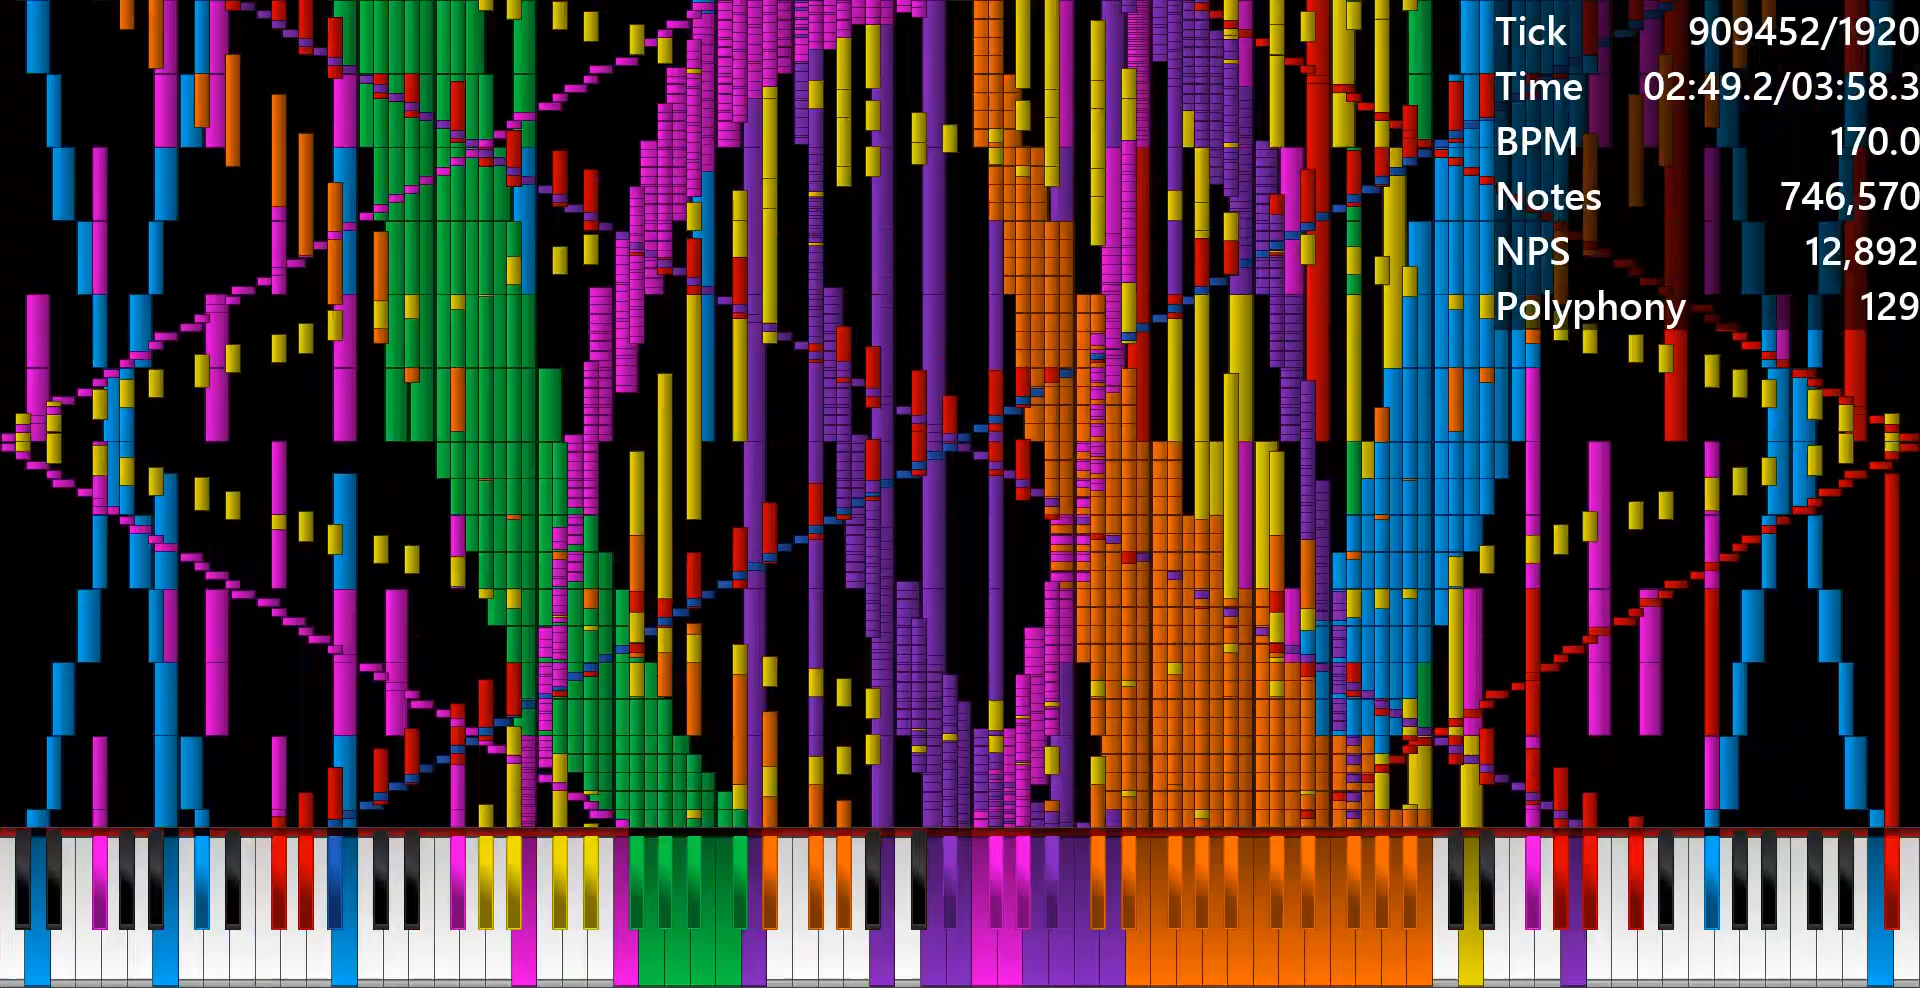 Tick 909452/1920
Time 02:49.2/03:58.3
BPM 170.0
Notes 746,570
NPS 12,892
Polyphony 129